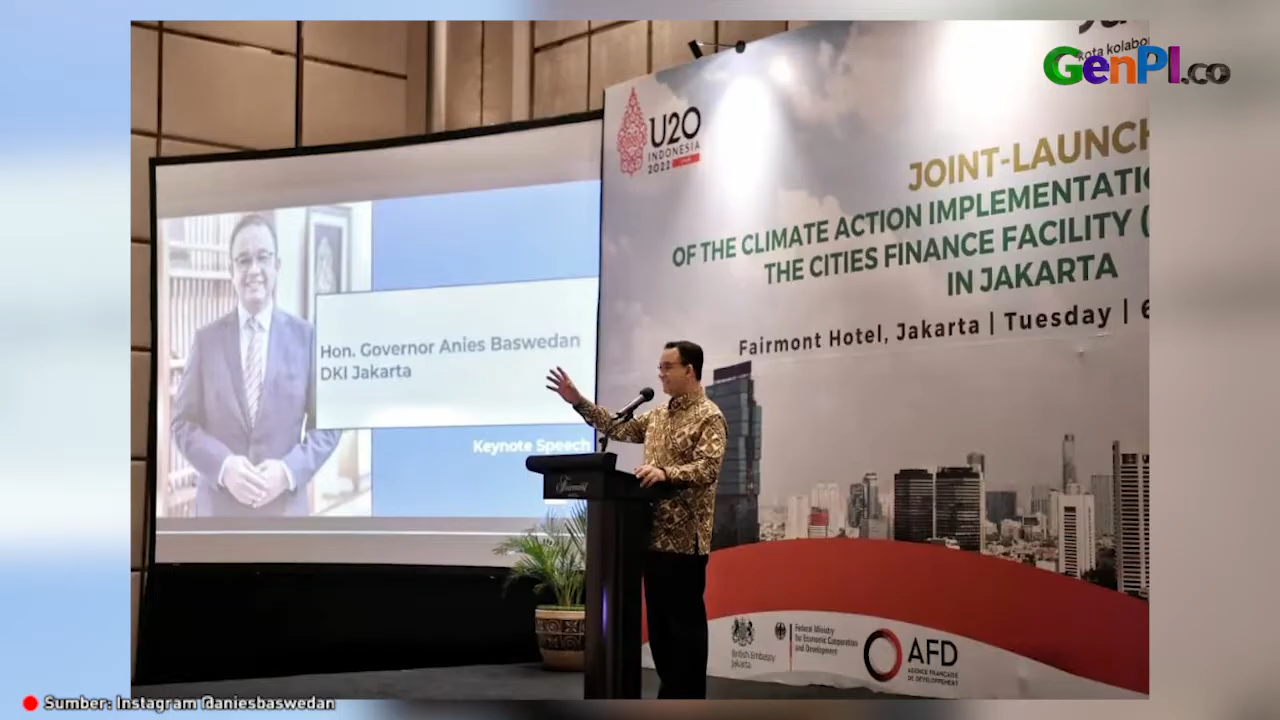 GenPI.co
kota kolabo
U20
INDONESIA
2022
JOINT-LAUNCH
OF THE CLIMATE ACTION IMPLEMENTATIO
THE CITIES FINANCE FACILITY (
IN JAKARTA
Fairmont Hotel, Jakarta | Tuesday | 6
Hon. Governor Anies Baswedan
DKI Jakarta
Keynote Speech
Fairmont
British Embassy
Jakarta
Federal Ministry
for Economic Cooperation
and Development
AFD
AGENCE FRANÇAISE
DE DÉVELOPPEMENT
Sumber: Instagram @aniesbaswedan